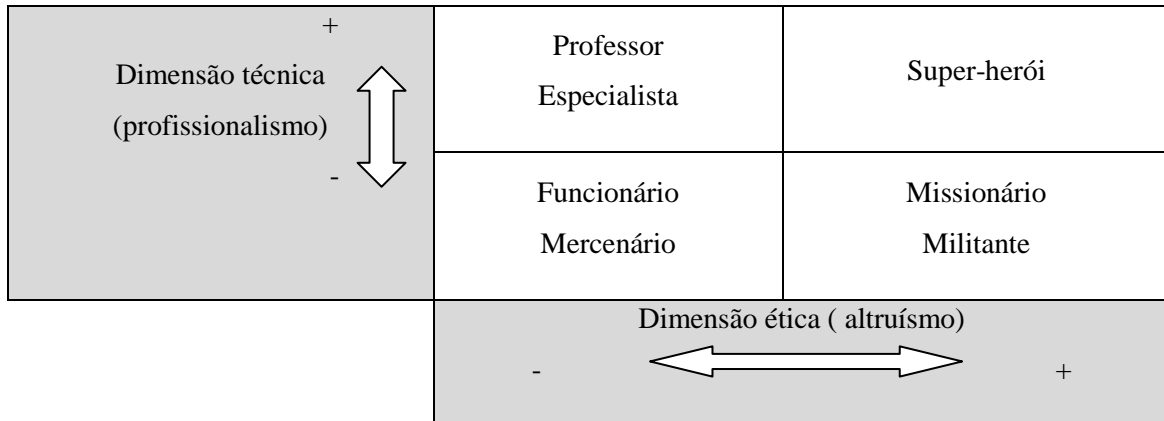 +
Dimensão técnica
(profissionalismo)
-
Professor
Especialista
Super-herói
Funcionário
Mercenário
Missionário
Militante
Dimensão ética ( altruísmo)
-
+